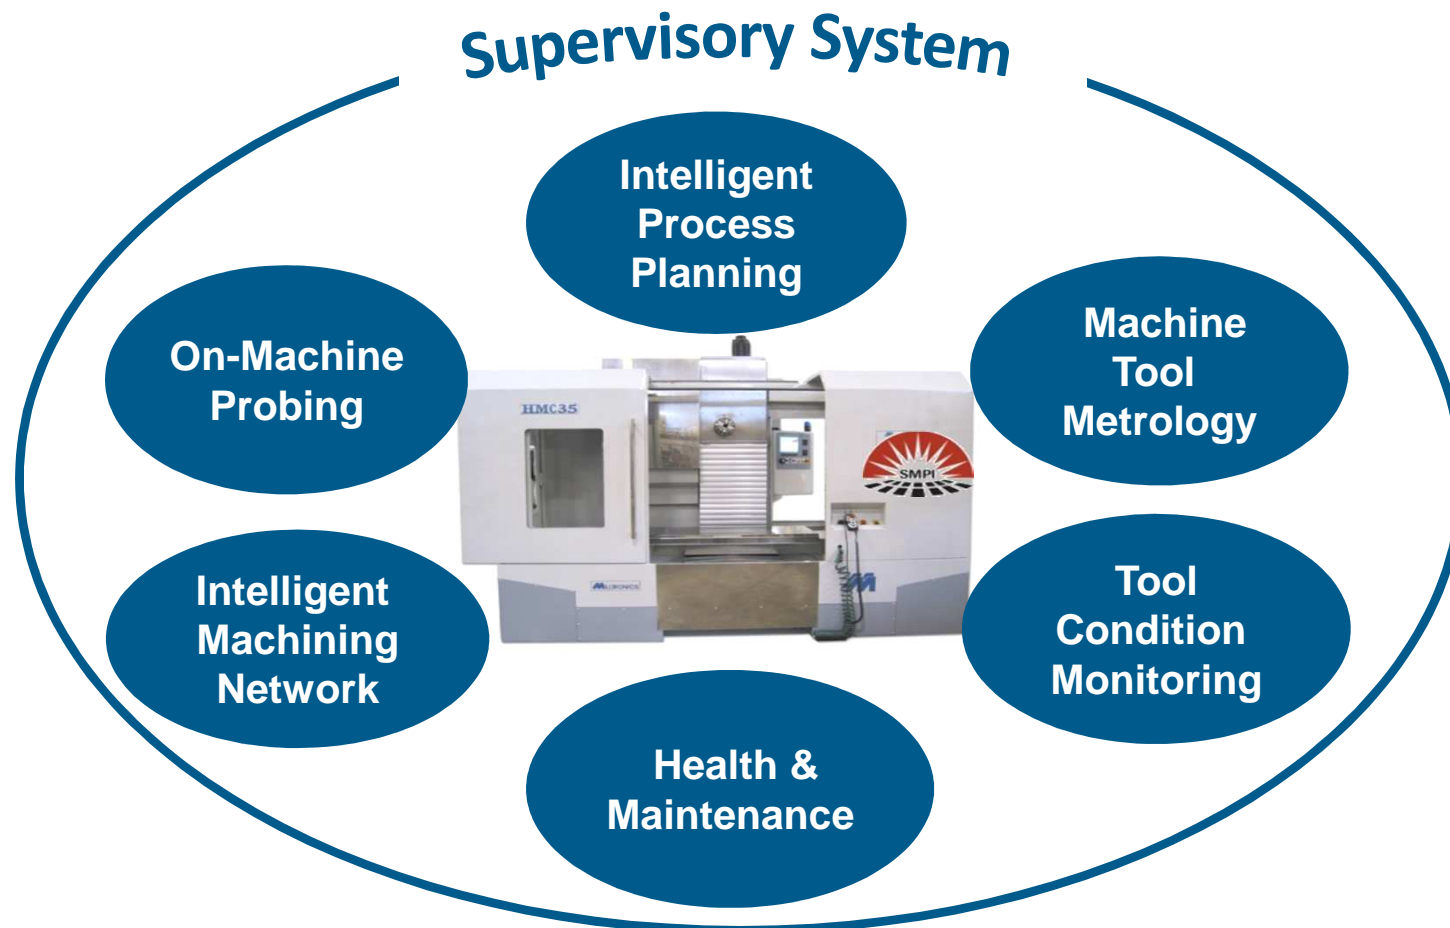 Supervisory System
Intelligent
Process
Planning
On-Machine
Probing
Machine
Tool
Metrology
HMC35
SMPI
Intelligent
Machining
Network
MILLTRONICS
Tool
Condition
Monitoring
Health &
Maintenance